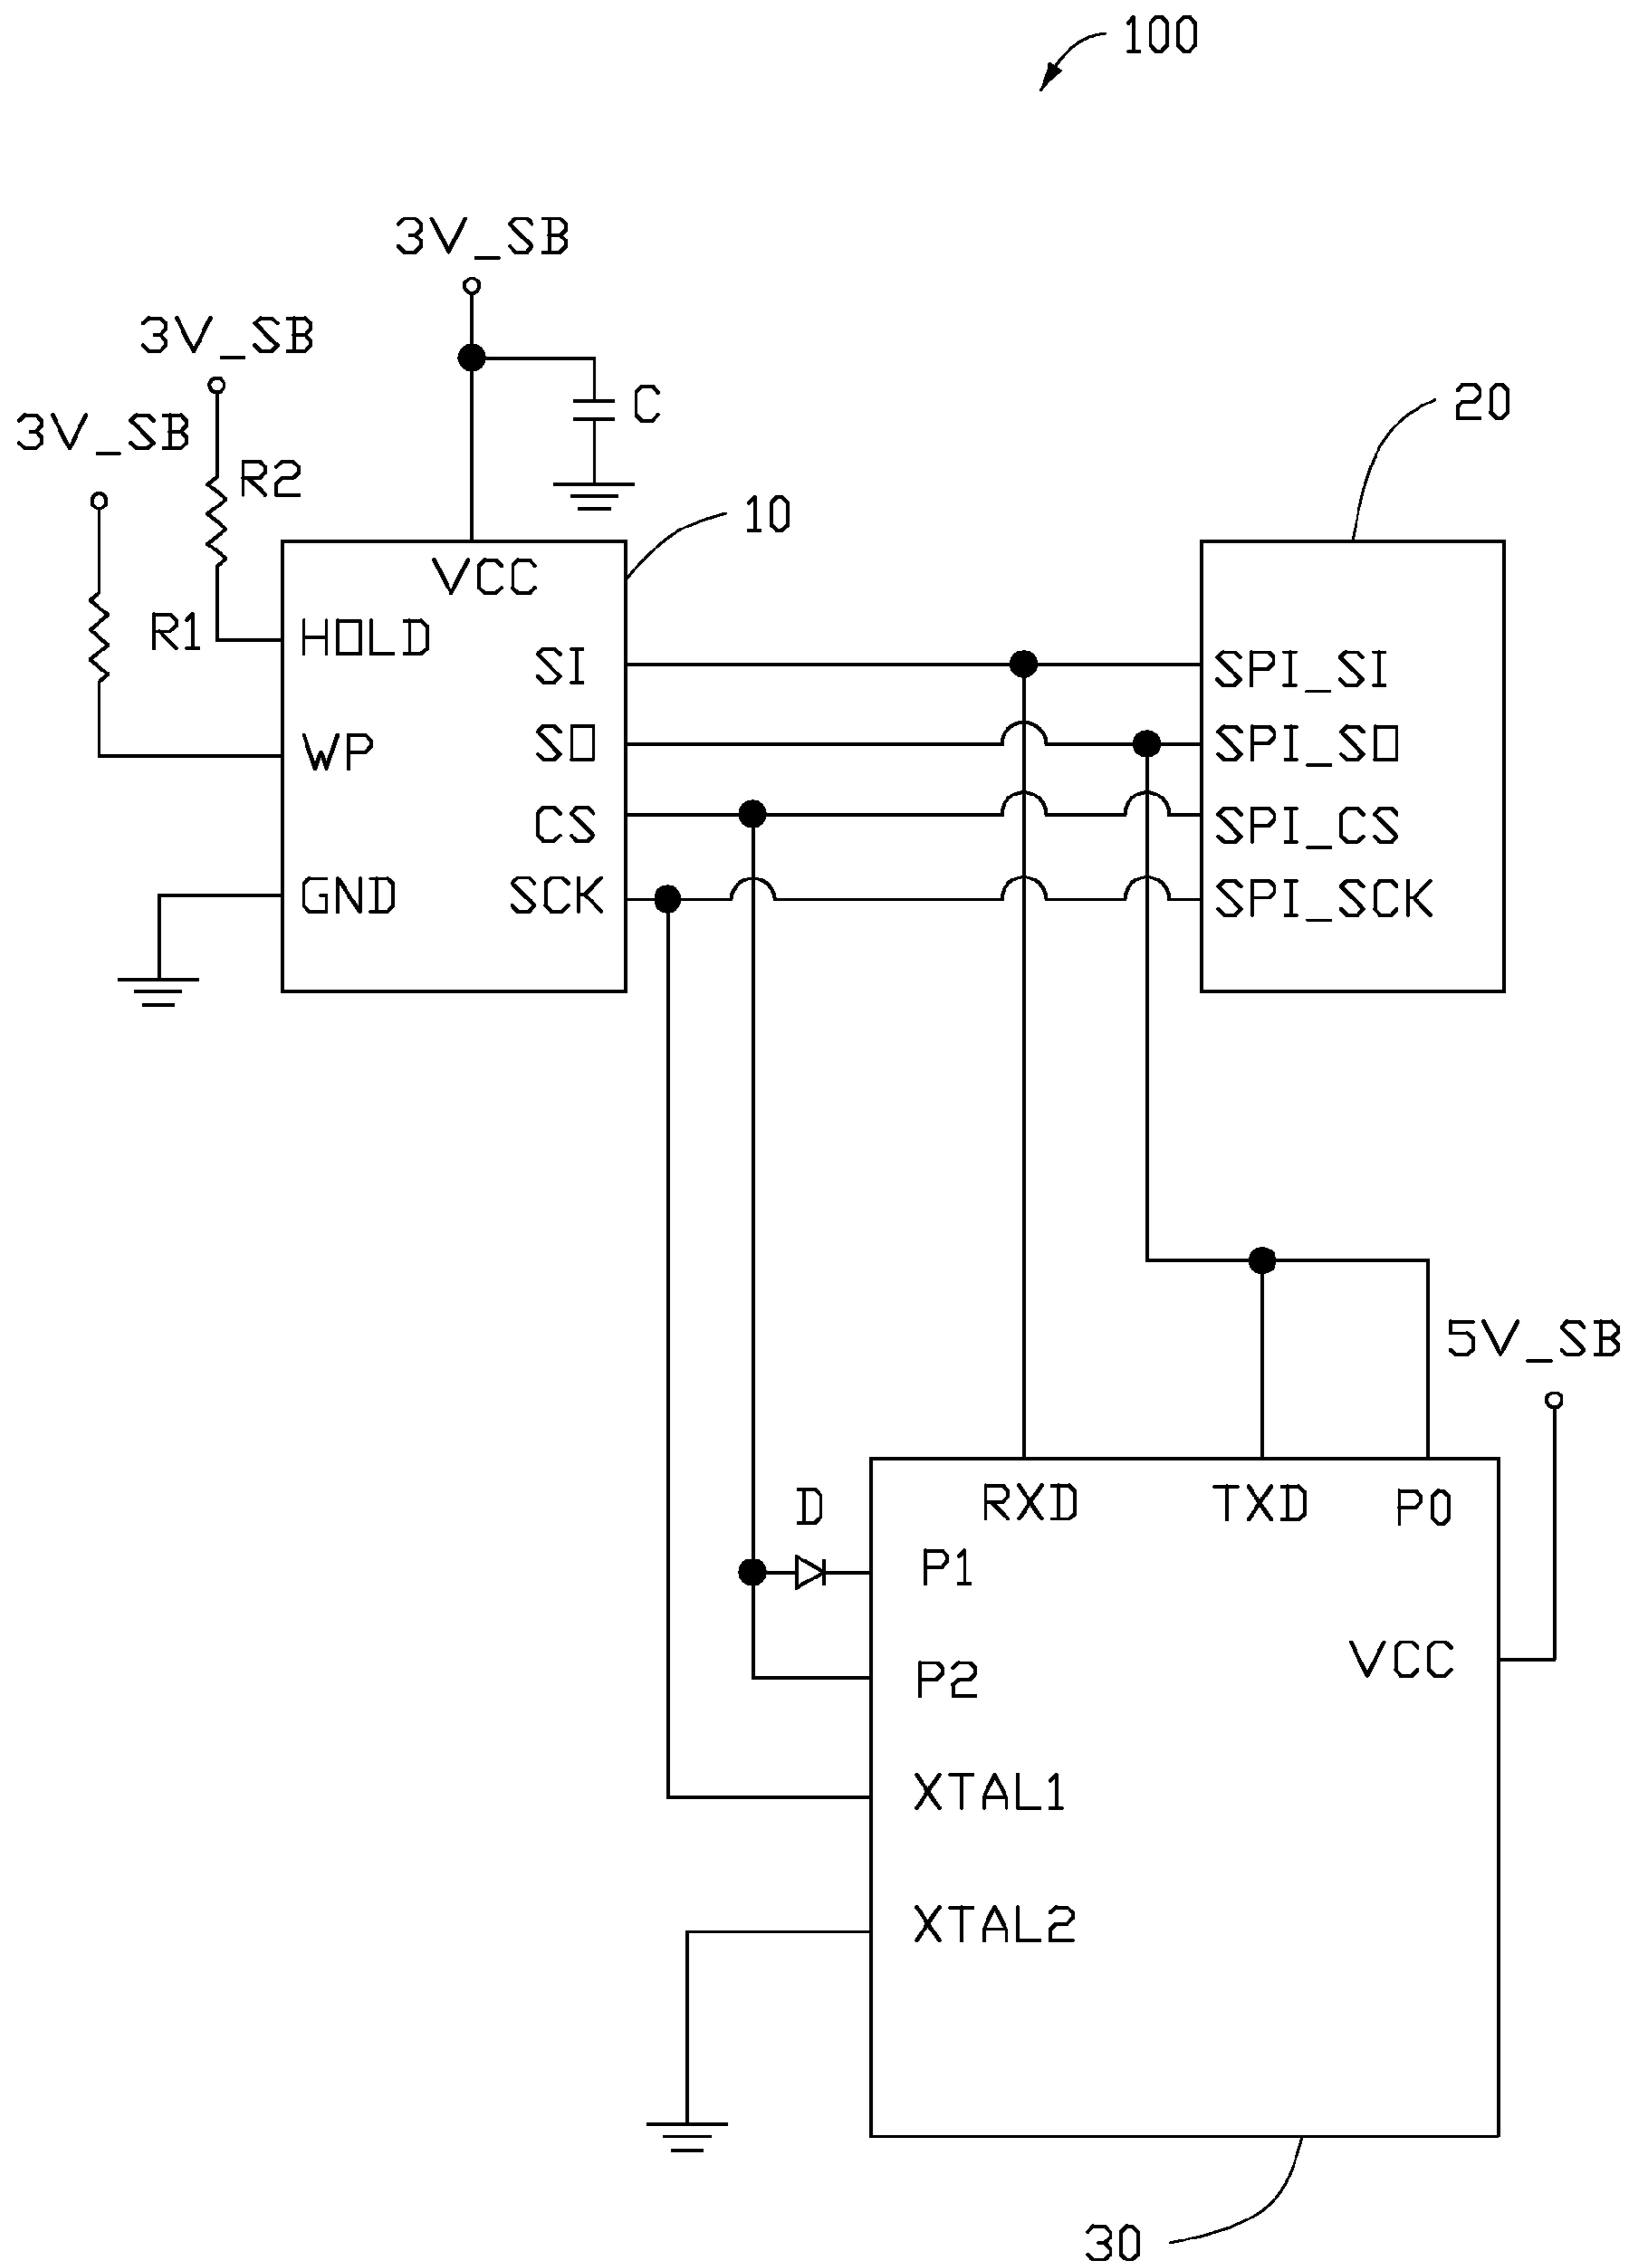 100
3V_SB
3V_SB
3V_SB
C
20
R2
10
VCC
R1
HOLD
SI
SPI_SI
WP
SO
SPI_SO
CS
SPI_CS
GND
SCK
SPI_SCK
5V_SB
D
RXD
TXD
P0
P1
VCC
P2
XTAL1
XTAL2
30